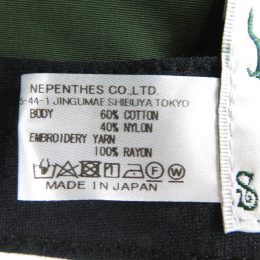 NEPENTHES CO.,LTD.
5-44-1 JINGUMAE SHIBUYA TOKYO
BODY 60% COTTON
40% NYLON
EMBROIDERY YARN
100% RAYON
MADE IN JAPAN
S